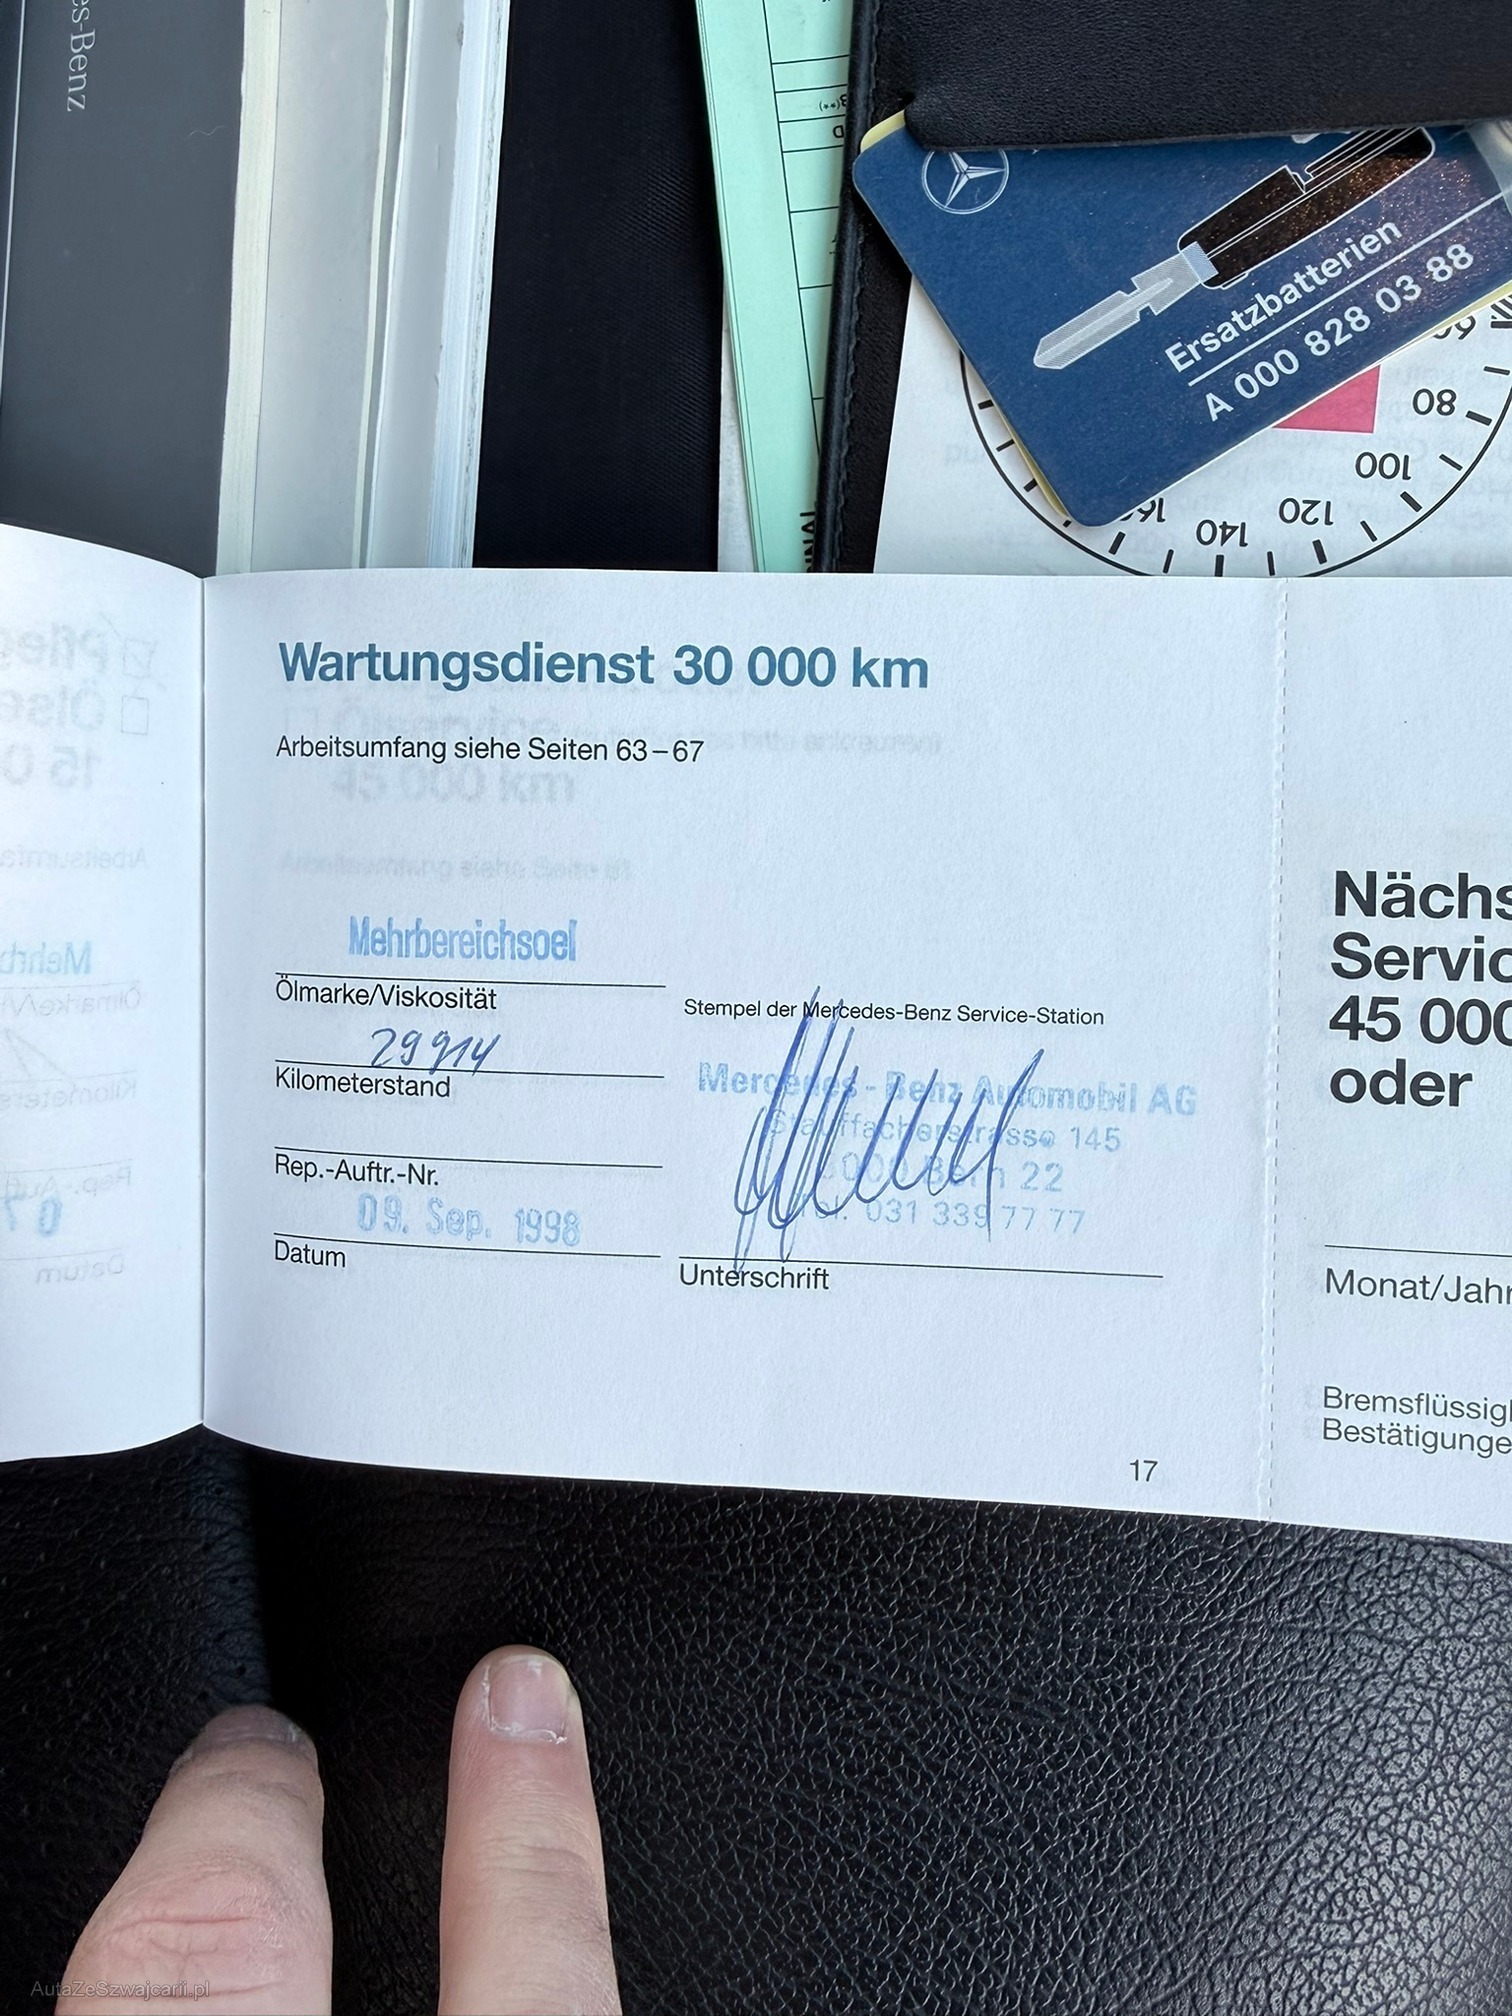 es-Benz
Ersatzbatterien
A 000 828 03 88
80
100
120
140
Wartungsdienst 30 000 km
Arbeitsumfang siehe Seiten 63–67
Mehrbereichsoel
Ölmarke/Viskosität
29914
Kilometerstand
Rep.-Auftr.-Nr.
09. Sep. 1998
Datum
Stempel der Mercedes-Benz Service-Station
Mercedes-Benz Automobil AG
Stauffacherstrasse 145
Bern 22
Tel. 031 339 77 77
Unterschrift
17
Nächs
Servic
45 000
oder
Monat/Jahr
Bremsflüssigk
Bestätigunge
AutaZeSzwajcarii.pl